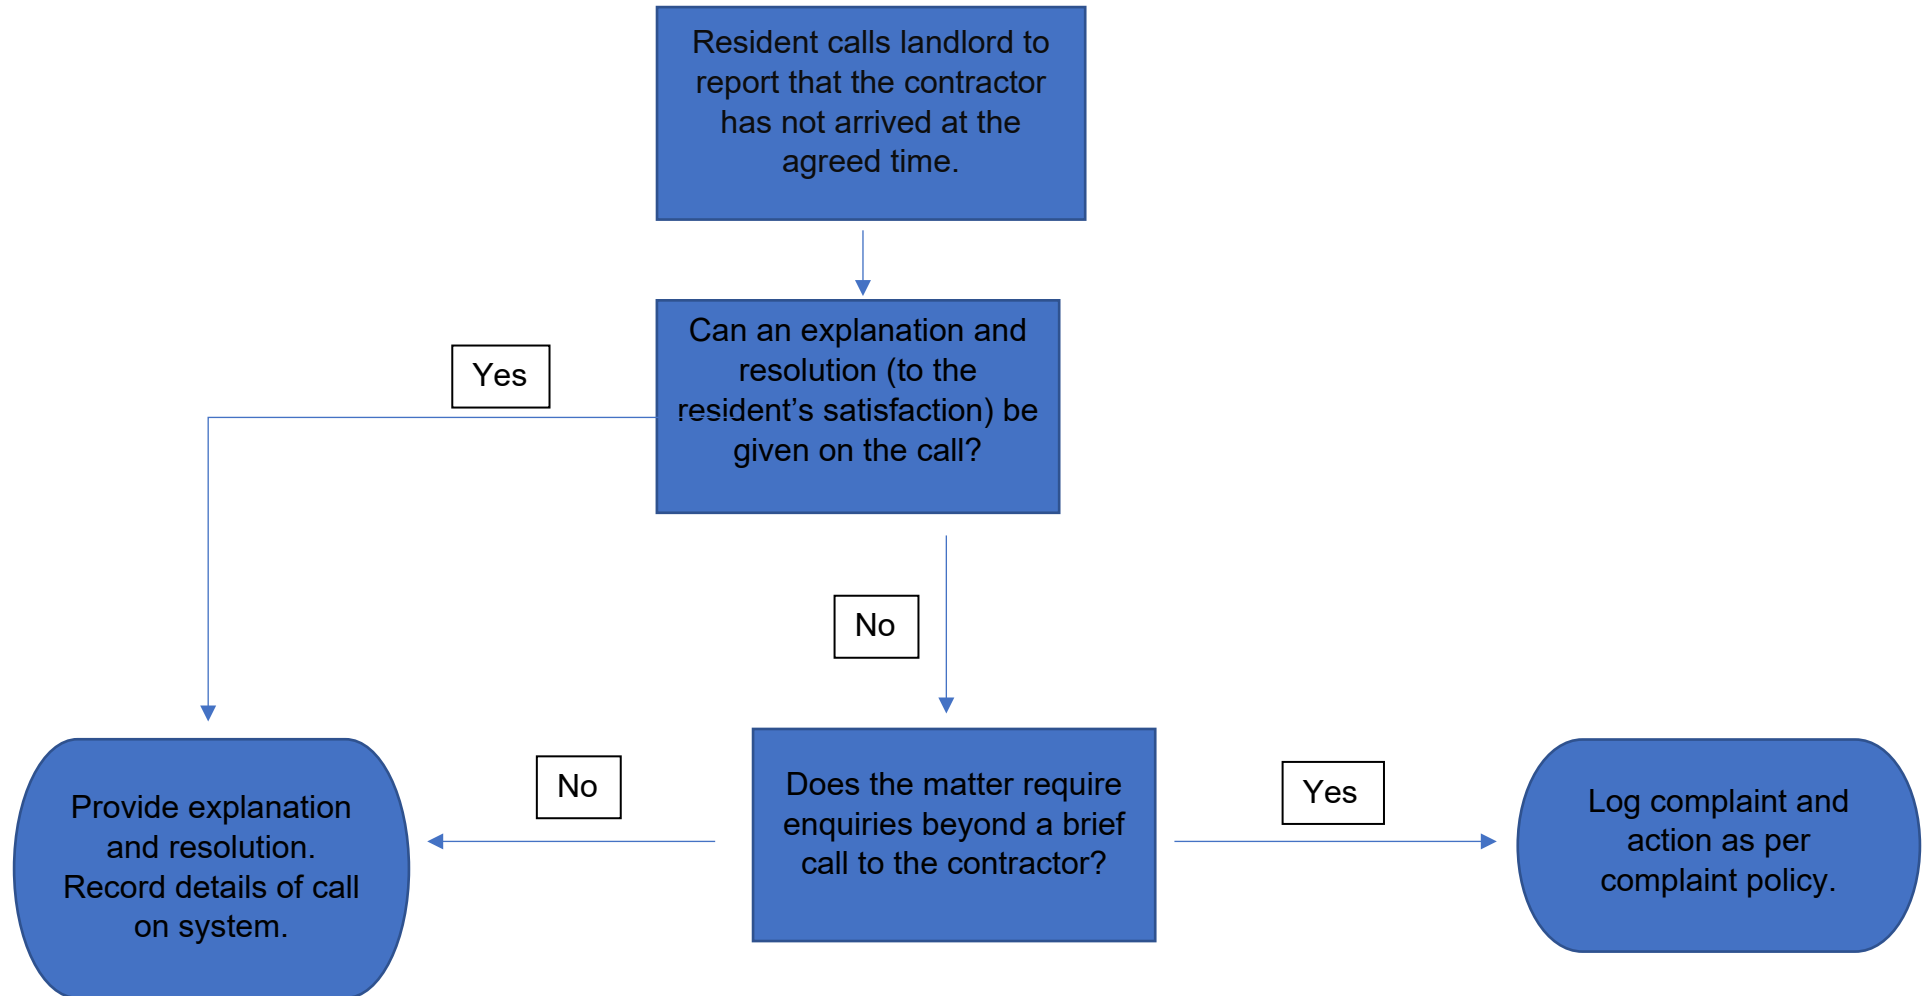 Resident calls landlord to
report that the contractor
has not arrived at the
agreed time.
Can an explanation and
resolution (to the
resident’s satisfaction) be
given on the call?
Yes
No
Provide explanation
and resolution.
Record details of call
on system.
No
Does the matter require
enquiries beyond a brief
call to the contractor?
Yes
Log complaint and
action as per
complaint policy.